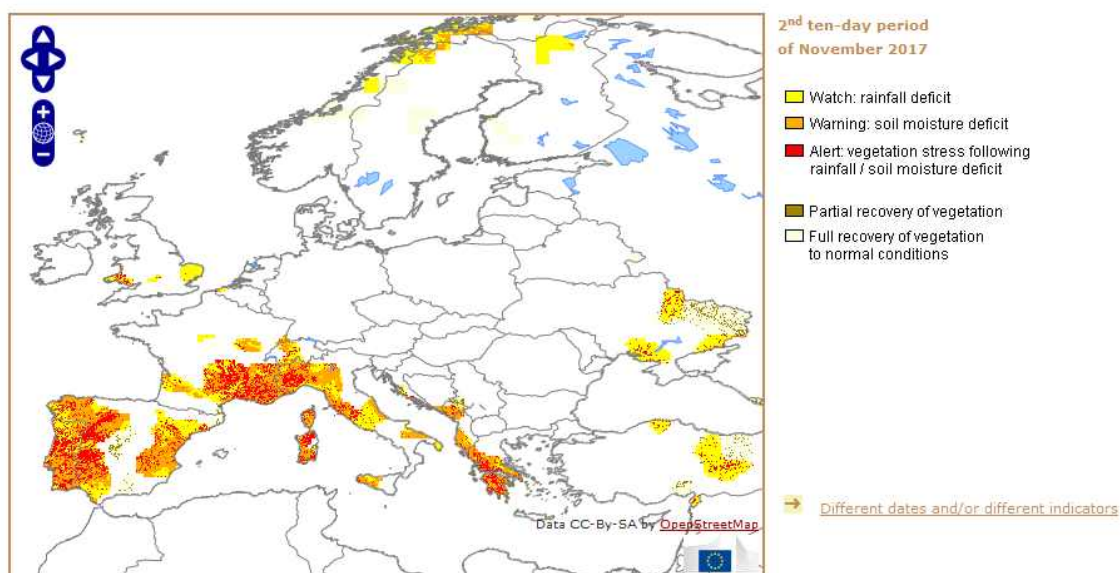 2nd ten-day period
of November 2017
Watch: rainfall deficit
Warning: soil moisture deficit
Alert: vegetation stress following
rainfall / soil moisture deficit
Partial recovery of vegetation
Full recovery of vegetation
to normal conditions
Different dates and/or different indicators
Data CC-By-SA by OpenStreetMap